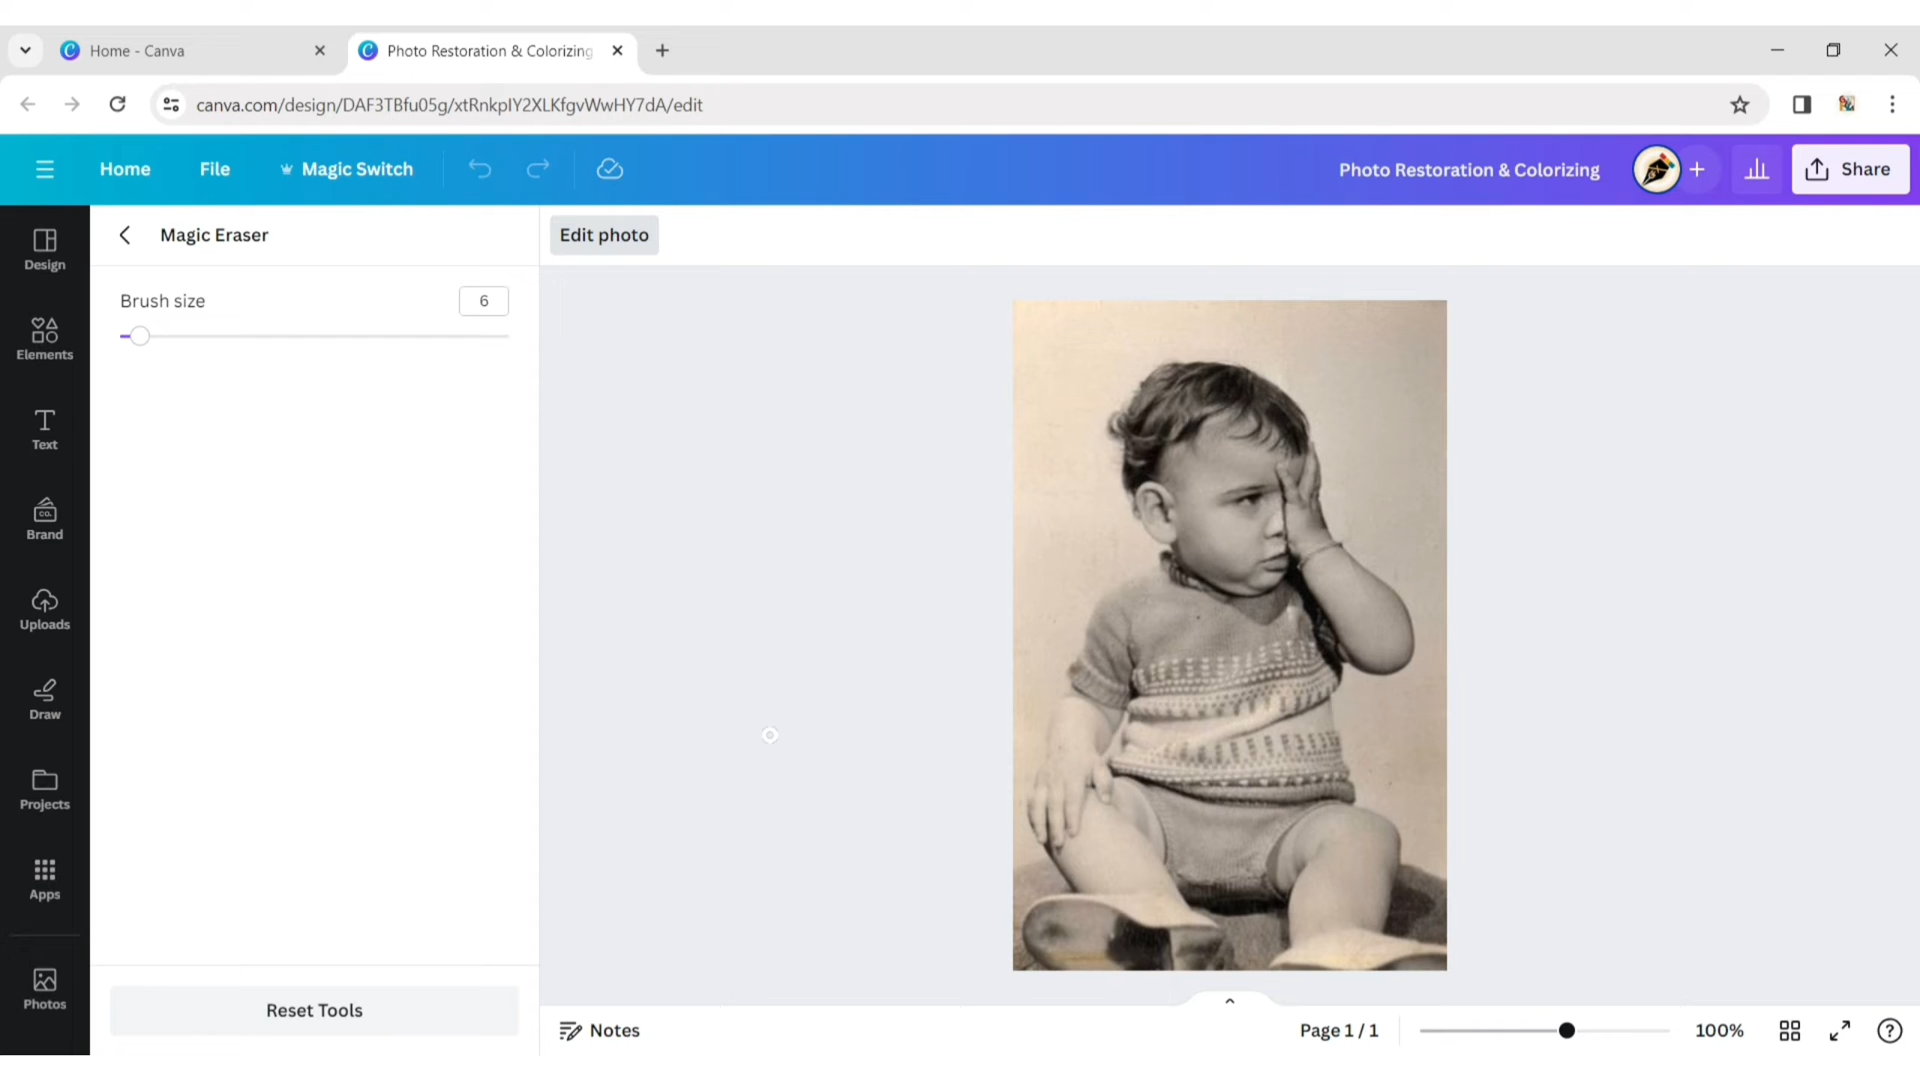 Home - Canva
Photo Restoration & Colorizing
canva.com/design/DAF3TBfu05g/xtRnkpIY2XLKfgvWwHY7dA/edit
Home File Magic Switch Photo Restoration & Colorizing Share
Design
Elements
Text
CO.
Brand
Uploads
Draw
Projects
Apps
Photos
Magic Eraser
Brush size 6
Reset Tools
Edit photo
Notes Page 1 / 1 100%